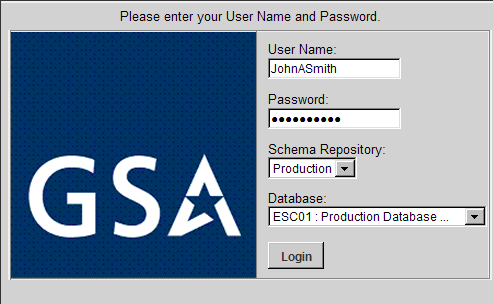 Please enter your User Name and Password.
GSA
User Name:
JohnASmith
Password:
●●●●●●●●●●
Schema Repository:
Production
Database:
ESC01 : Production Database ...
Login